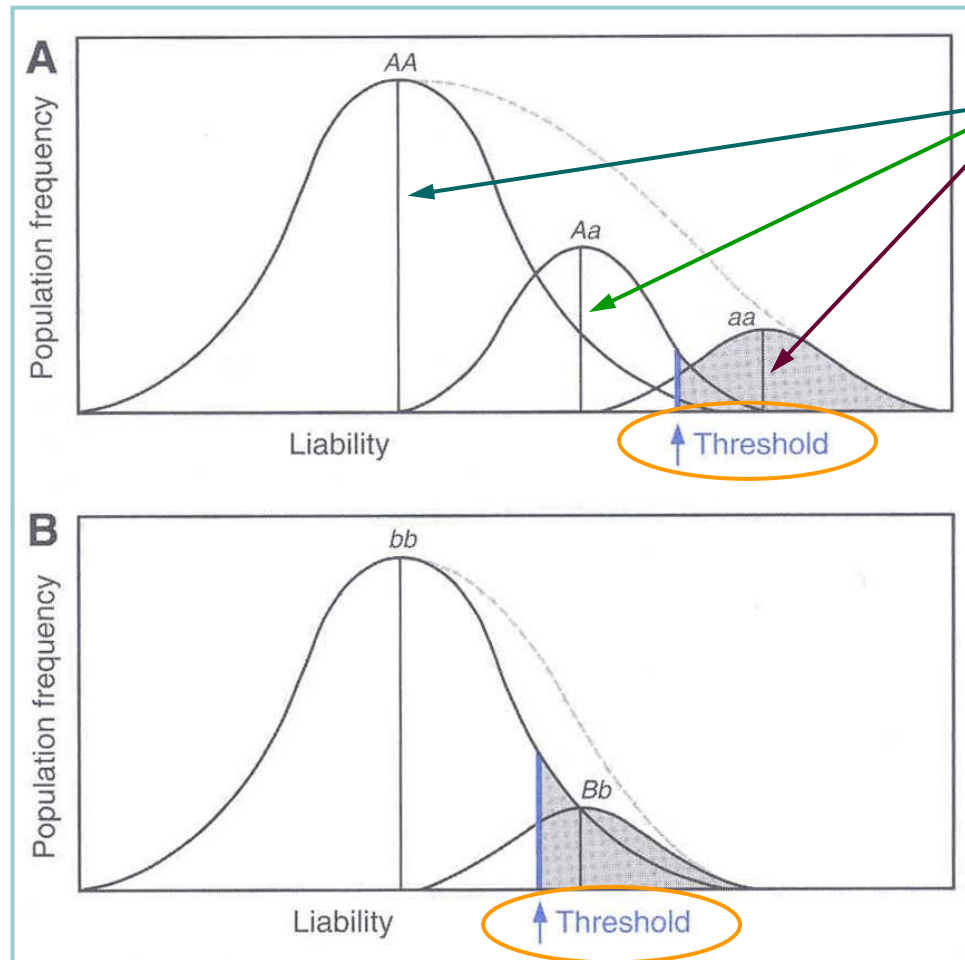 A
Population frequency
AA
Aa
aa
Liability
Threshold
B
Population frequency
bb
Bb
Liability
Threshold